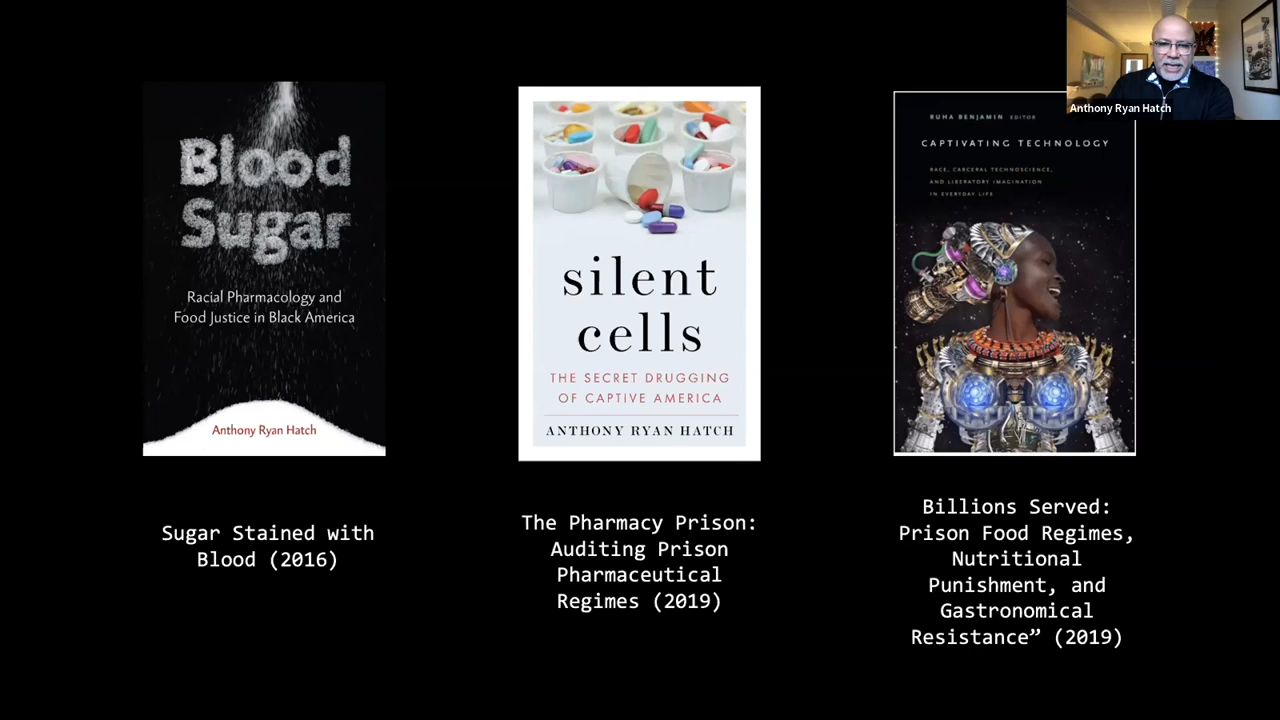 Anthony Ryan Hatch
Blood
Sugar
Racial Pharmacology and
Food Justice in Black America
Anthony Ryan Hatch
silent
cells
THE SECRET DRUGGING
OF CAPTIVE AMERICA
ANTHONY RYAN HATCH
RUHA BENJAMIN EDITOR
CAPTIVATING TECHNOLOGY
RACE, CARCERAL TECHNOSCIENCE,
AND LIBERATORY IMAGINATION
IN EVERYDAY LIFE
Sugar Stained with
Blood (2016)
The Pharmacy Prison:
Auditing Prison
Pharmaceutical
Regimes (2019)
Billions Served:
Prison Food Regimes,
Nutritional
Punishment, and
Gastronomical
Resistance” (2019)